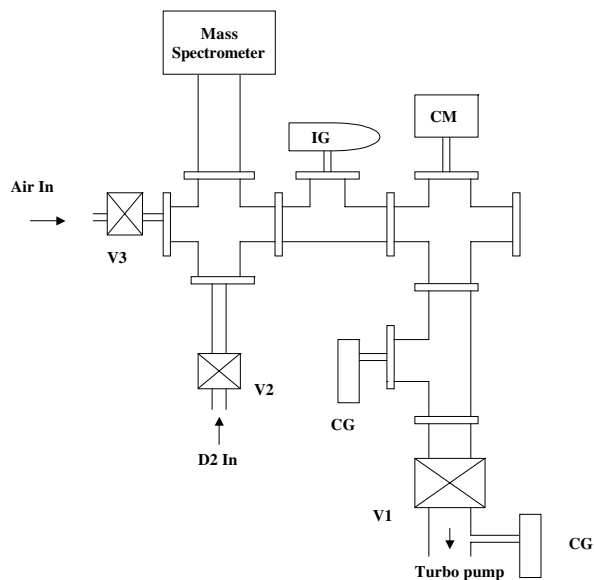 Mass
Spectrometer
IG
CM
Air In
V3
V2
CG
D2 In
V1
CG
Turbo pump